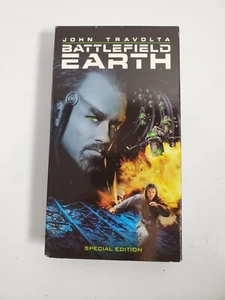 JOHN TRAVOLTA
BATTLEFIELD
EARTH
SPECIAL EDITION